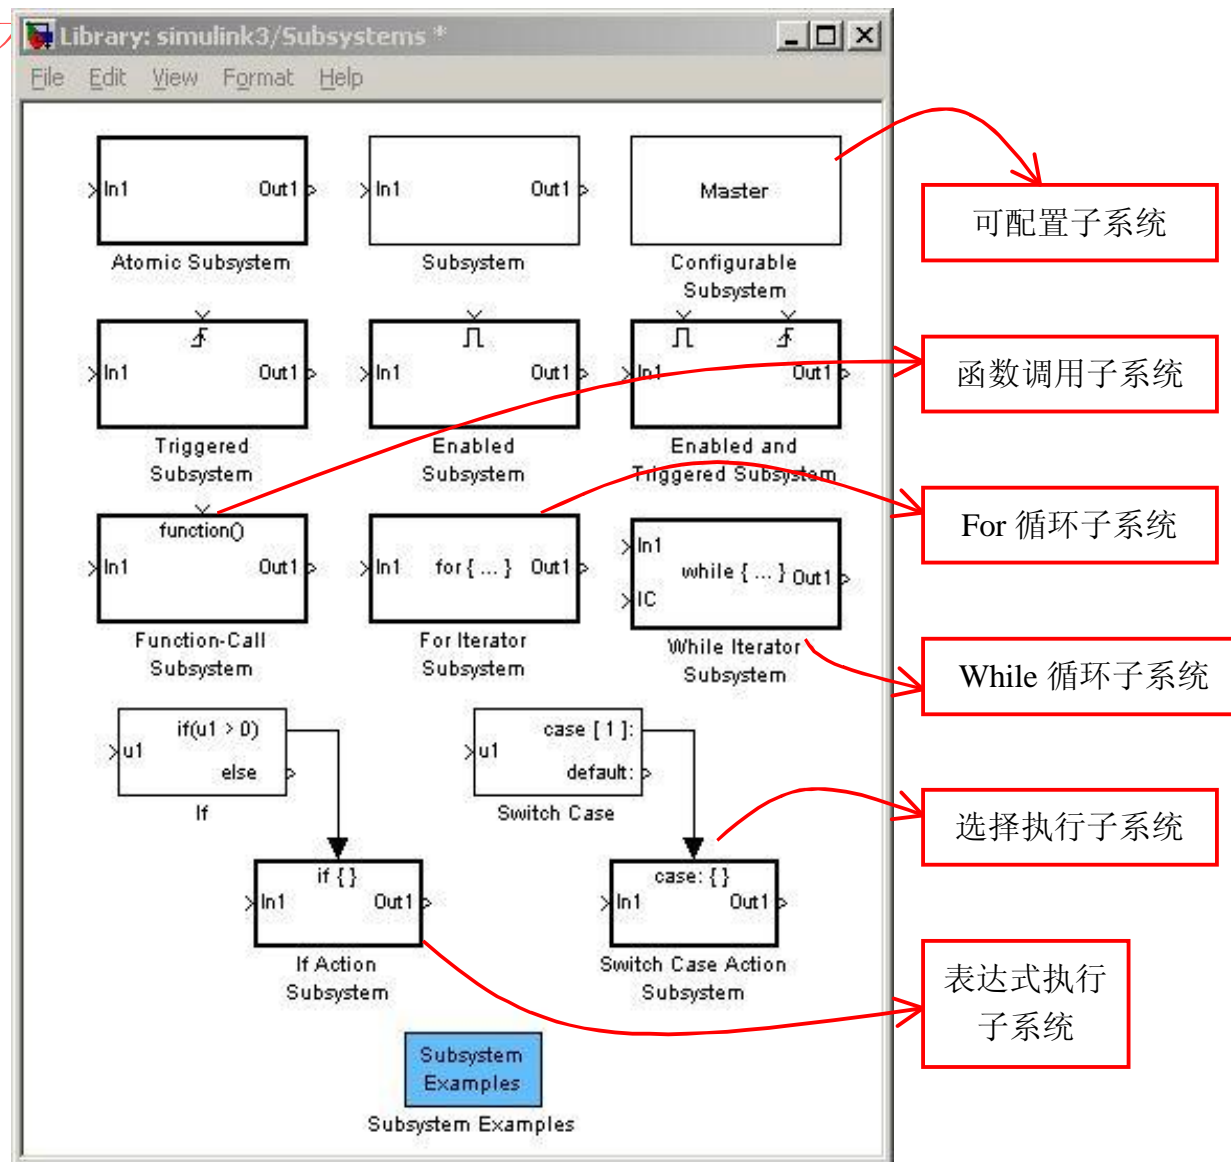 Library: simulink3/Subsystems *
File Edit View Format Help
In1 Out1
Atomic Subsystem
In1 Out1
Subsystem
Master
Configurable
Subsystem
可配置子系统
In1 Out1
Triggered
Subsystem
In1 Out1
Enabled
Subsystem
In1 Out1
Enabled and
Triggered Subsystem
函数调用子系统
function()
In1 Out1
Function-Call
Subsystem
In1 for { ... } Out1
For Iterator
Subsystem
For 循环子系统
In1
while { ... } Out1
IC
While Iterator
Subsystem
While 循环子系统
if(u1 > 0)
u1
else
If
case [ 1 ]:
u1
default:
Switch Case
选择执行子系统
if { }
In1 Out1
If Action
Subsystem
case: { }
In1 Out1
Switch Case Action
Subsystem
表达式执行
子系统
Subsystem
Examples
Subsystem Examples